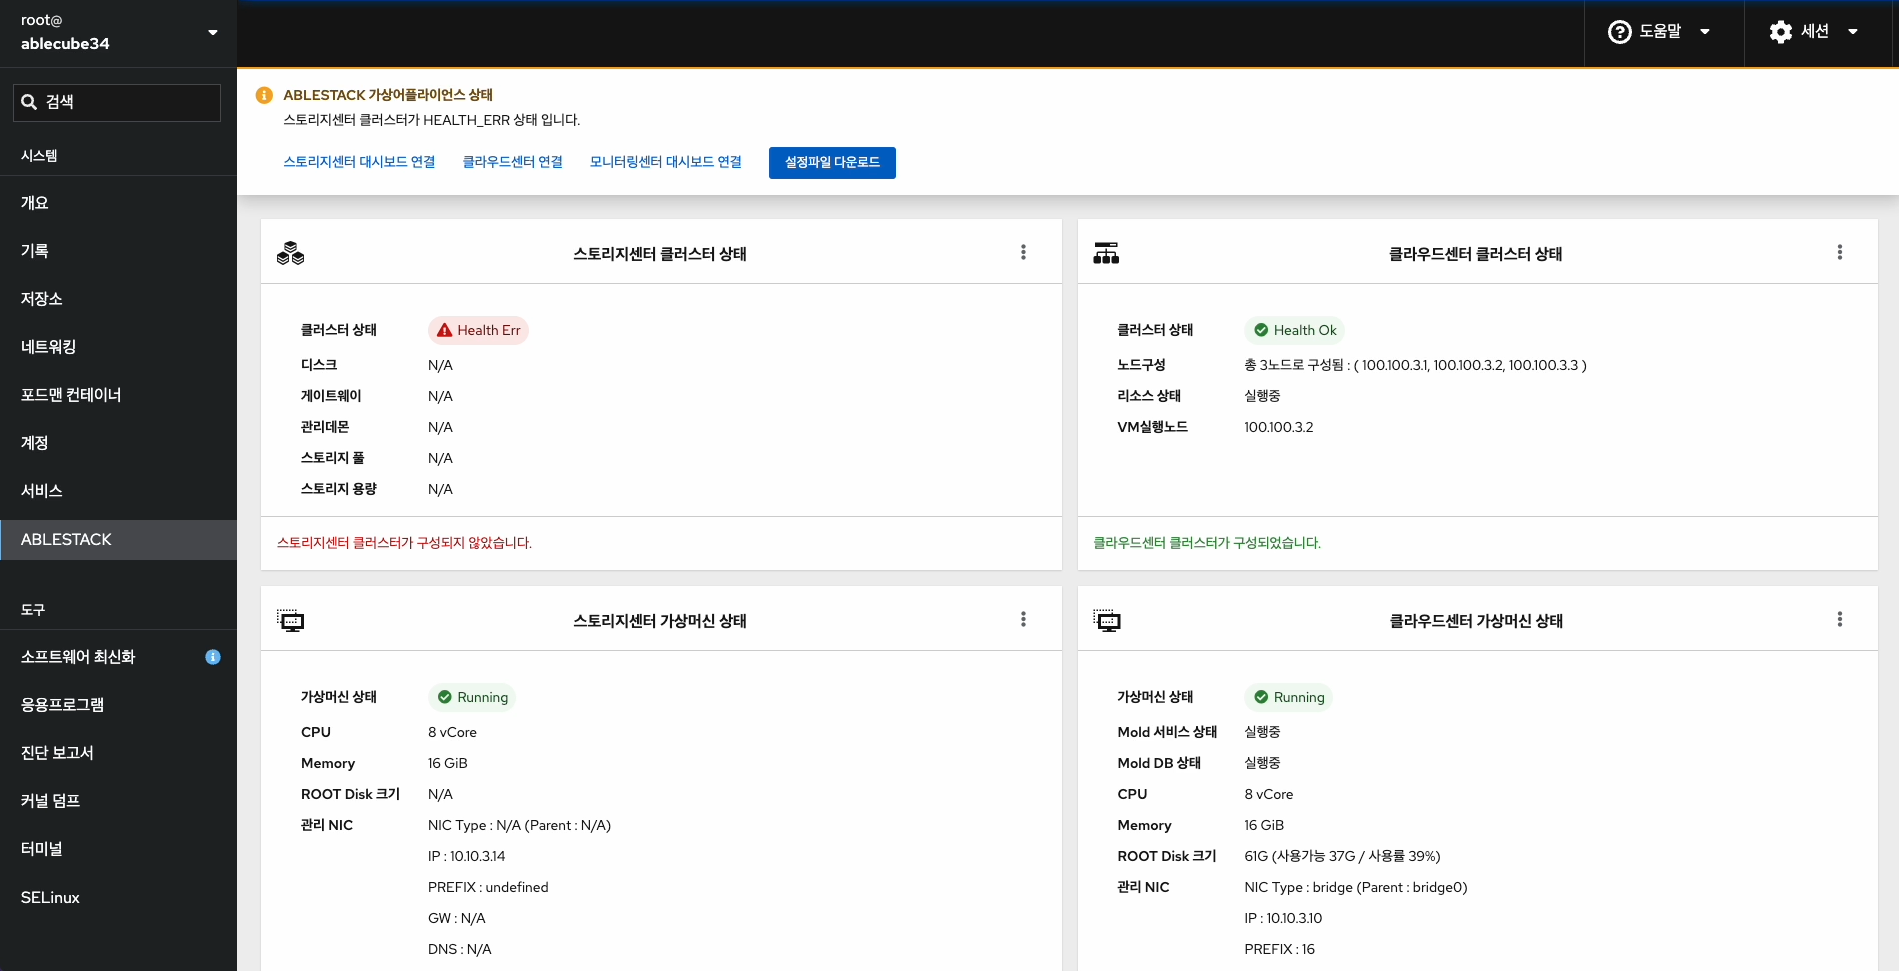 root@
ablecube34
검색
시스템
개요
기록
저장소
네트워킹
포드맨 컨테이너
계정
서비스
ABLESTACK
도구
소프트웨어 최신화
응용프로그램
진단 보고서
커널 덤프
터미널
SELinux
도움말
세션
ABLESTACK 가상어플라이언스 상태
스토리지센터 클러스터가 HEALTH_ERR 상태 입니다.
스토리지센터 대시보드 연결 클라우드센터 연결 모니터링센터 대시보드 연결 설정파일 다운로드
스토리지센터 클러스터 상태
클러스터 상태 Health Err
디스크 N/A
게이트웨이 N/A
관리데몬 N/A
스토리지 풀 N/A
스토리지 용량 N/A
스토리지센터 클러스터가 구성되지 않았습니다.
클라우드센터 클러스터 상태
클러스터 상태 Health Ok
노드구성 총 3노드로 구성됨 : ( 100.100.3.1, 100.100.3.2, 100.100.3.3 )
리소스 상태 실행중
VM실행노드 100.100.3.2
클라우드센터 클러스터가 구성되었습니다.
스토리지센터 가상머신 상태
가상머신 상태 Running
CPU 8 vCore
Memory 16 GiB
ROOT Disk 크기 N/A
관리 NIC NIC Type : N/A (Parent : N/A)
IP : 10.10.3.14
PREFIX : undefined
GW : N/A
DNS : N/A
클라우드센터 가상머신 상태
가상머신 상태 Running
Mold 서비스 상태 실행중
Mold DB 상태 실행중
CPU 8 vCore
Memory 16 GiB
ROOT Disk 크기 61G (사용가능 37G / 사용률 39%)
관리 NIC NIC Type : bridge (Parent : bridge0)
IP : 10.10.3.10
PREFIX : 16